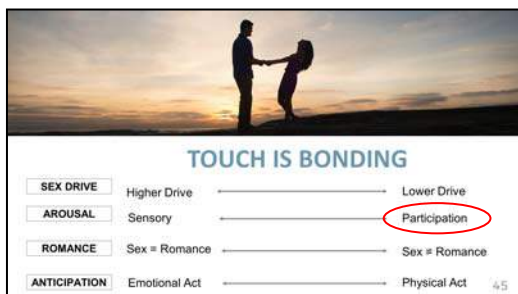 TOUCH IS BONDING
SEX DRIVE Higher Drive Lower Drive
AROUSAL Sensory Participation
ROMANCE Sex = Romance Sex ≠ Romance
ANTICIPATION Emotional Act Physical Act 45